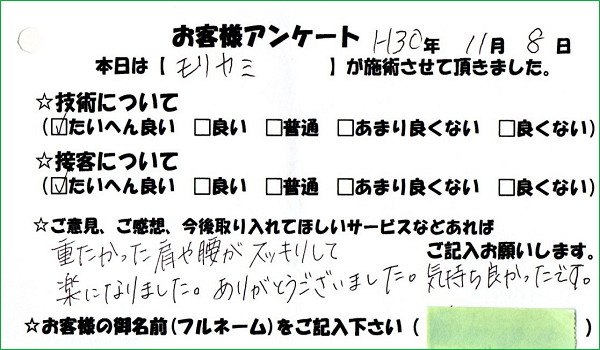 お客様アンケート H30年 11月 8日
本日は【 モリヤミ 】が施術させて頂きました。
☆技術について
(☑たいへん良い □良い □普通 □あまり良くない □良くない)
☆接客について
(☑たいへん良い □良い □普通 □あまり良くない □良くない)
☆ご意見、ご感想、今後取り入れてほしいサービスなどあれば
ご記入お願いします。
重たかった肩や腰がスッキリして
楽になりました。ありがとうございました。気持ち良かったです。
☆お客様の御名前(フルネーム)をご記入下さい( )